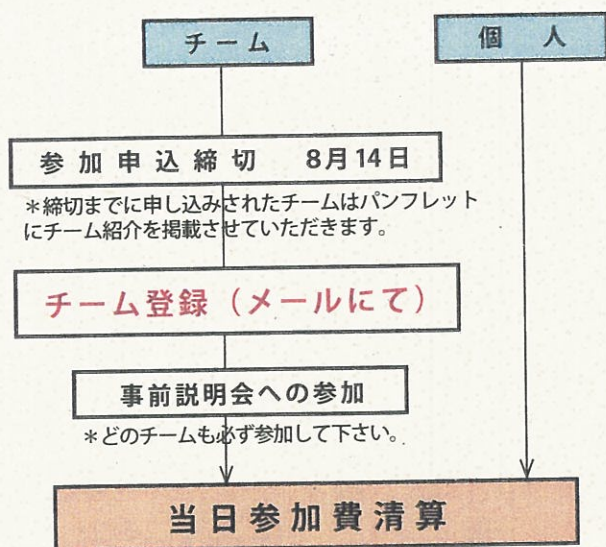 チーム
個人
参加申込締切 8月14日
＊締切までに申し込みされたチームはパンフレット
にチーム紹介を掲載させていただきます。
チーム登録（メールにて）
事前説明会への参加
＊どのチームも必ず参加して下さい。
当日参加費清算